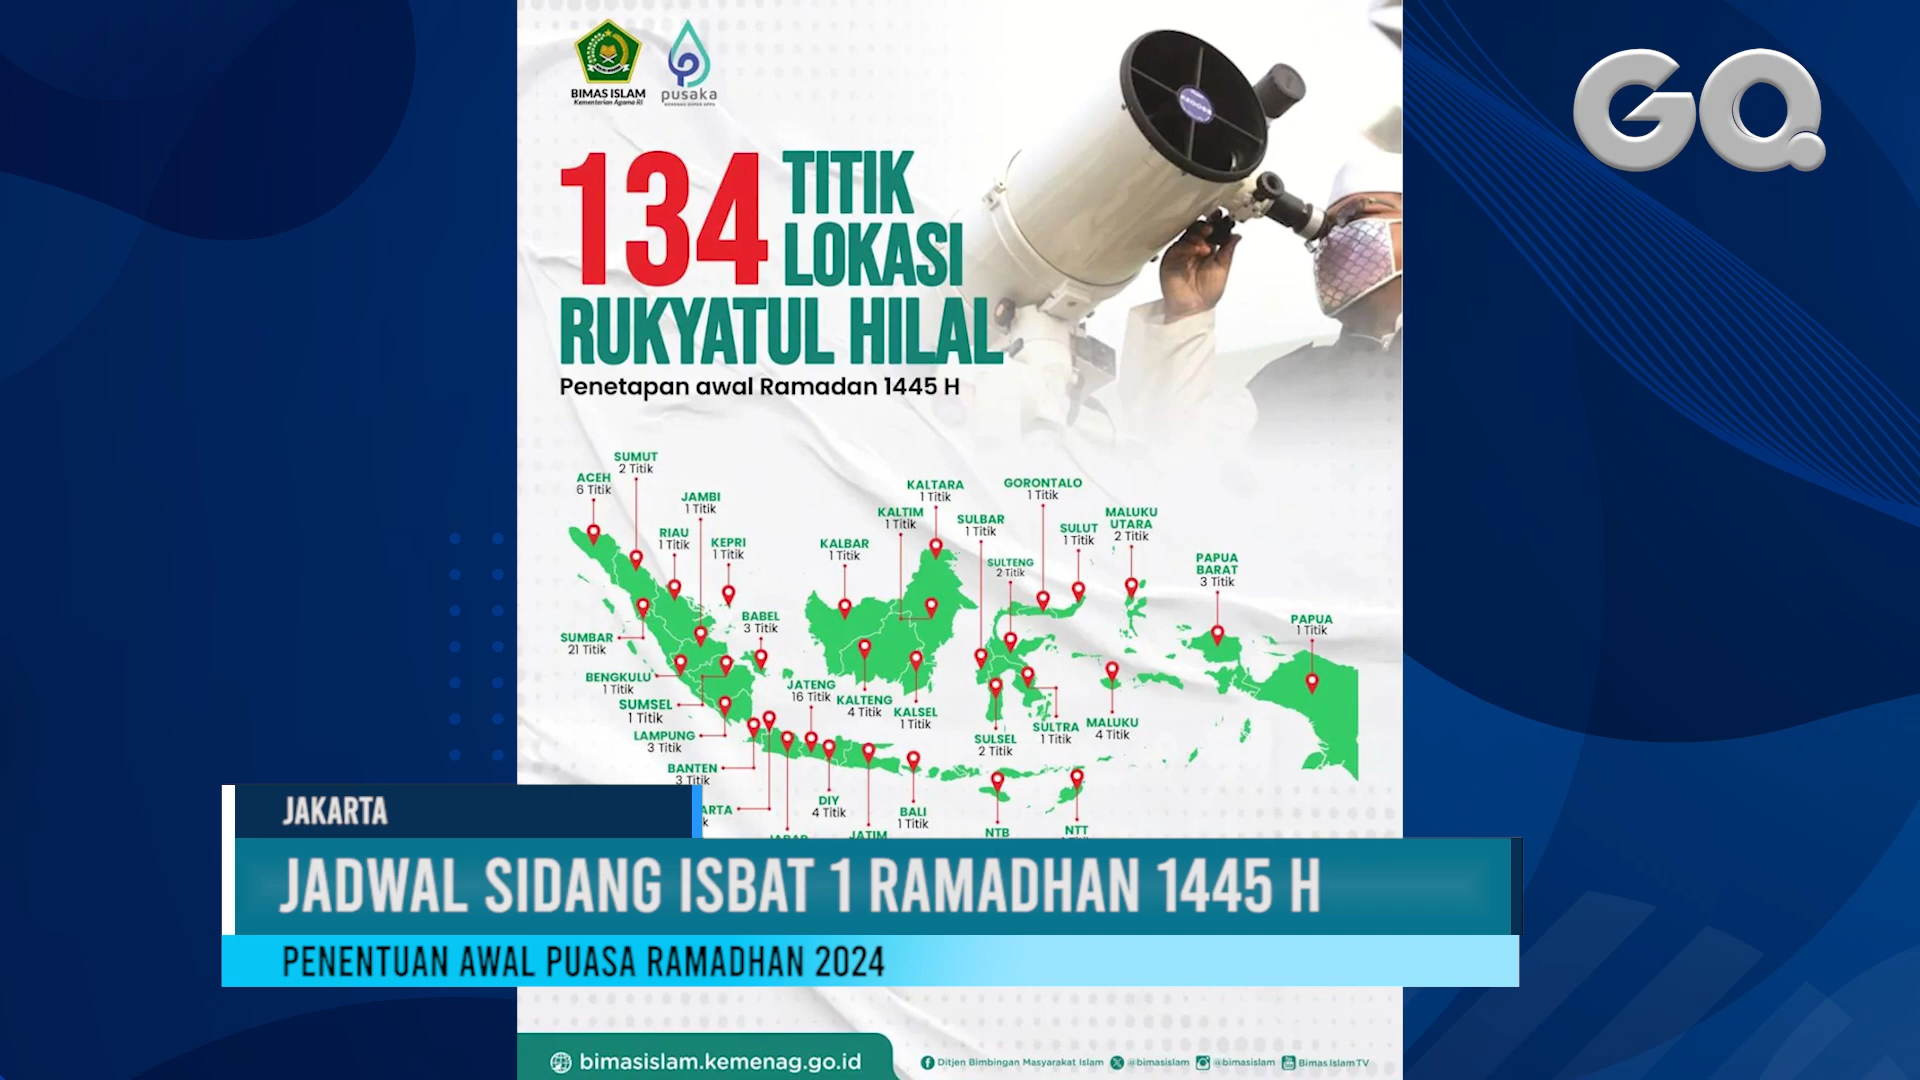 GQ
BIMAS ISLAM
Kementerian Agama RI
pusaka
134 TITIK
LOKASI
RUKYATUL HILAL
Penetapan awal Ramadan 1445 H
SUMUT
2 Titik
ACEH
6 Titik
JAMBI
1 Titik
RIAU
1 Titik
KEPRI
1 Titik
BABEL
3 Titik
SUMBAR
21 Titik
BENGKULU
1 Titik
SUMSEL
1 Titik
LAMPUNG
3 Titik
BANTEN
3 Titik
JATENG
16 Titik
KALBAR
1 Titik
KALTIM
1 Titik
KALTARA
1 Titik
KALTENG
4 Titik
KALSEL
1 Titik
SULBAR
1 Titik
SULTENG
2 Titik
GORONTALO
1 Titik
SULUT
1 Titik
MALUKU
UTARA
2 Titik
PAPUA
BARAT
3 Titik
PAPUA
1 Titik
SULSEL
2 Titik
SULTRA
1 Titik
MALUKU
4 Titik
DIY
4 Titik
JATIM
BALI
1 Titik
NTB
NTT
JAKARTA
JADWAL SIDANG ISBAT 1 RAMADHAN 1445 H
PENENTUAN AWAL PUASA RAMADHAN 2024
bimasislam.kemenag.go.id
Ditjen Bimbingan Masyarakat Islam
@bimasislam
@bimasislam
Bimas Islam TV